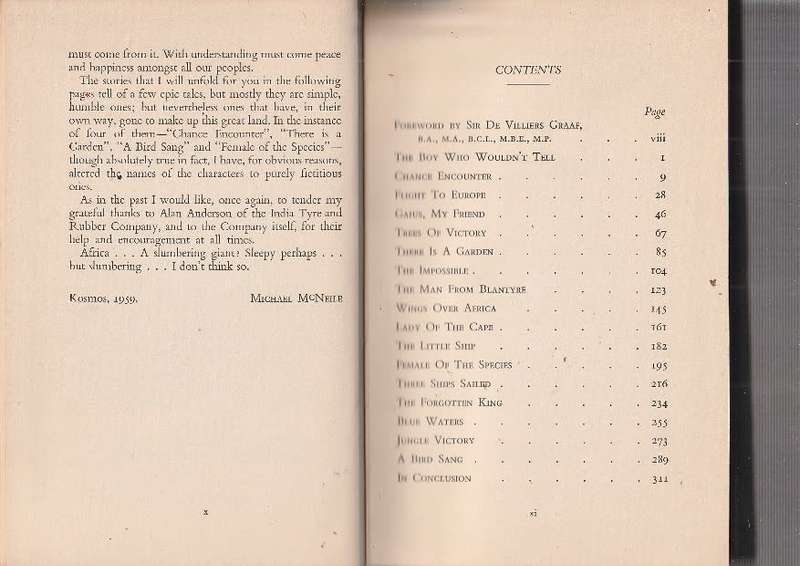 must come from it. With understanding must come peace
and happiness amongst all our peoples.
The stories that I will unfold for you in the following
pages tell of a few epic tales, but mostly they are simple,
humble ones; but nevertheless ones that have, in their
own way, gone to make up this great land. In the instance
of four of them—“Chance Encounter”, “There is a
Garden”, “A Bird Sang” and “Female of the Species”—
though absolutely true in fact, I have, for obvious reasons,
altered the names of the characters to purely fictitious
ones.
As in the past I would like, once again, to tender my
grateful thanks to Alan Anderson of the India Tyre and
Rubber Company, and to the Company itself, for their
help and encouragement at all times.
Africa . . . A slumbering giant? Sleepy perhaps . . .
but slumbering . . . I don't think so.
Kosmos, 1959. Michael McNeile
x
CONTENTS
Page
Foreword by Sir De Villiers Graaf,
B.A., M.A., B.C.L., M.B.E., M.P. . . . viii
The Boy Who Wouldn't Tell . . . 1
Chance Encounter . . . . . . 9
Flight To Europe . . . . . . 28
Gaius, My Friend . . . . . . 46
Trees Of Victory . . . . . . 67
There Is A Garden . . . . . . 85
The Impossible . . . . . . . 104
The Man From Blantyre . . . . 123
Wings Over Africa . . . . . 145
Lady Of The Cape . . . . . . 161
The Little Ship . . . . . . 182
Female Of The Species . . . . . 195
Three Ships Sailed . . . . . . 216
The Forgotten King . . . . . 234
Blue Waters . . . . . . . 255
Jungle Victory . . . . . . 273
A Bird Sang . . . . . . . 289
In Conclusion . . . . . . 311
xi